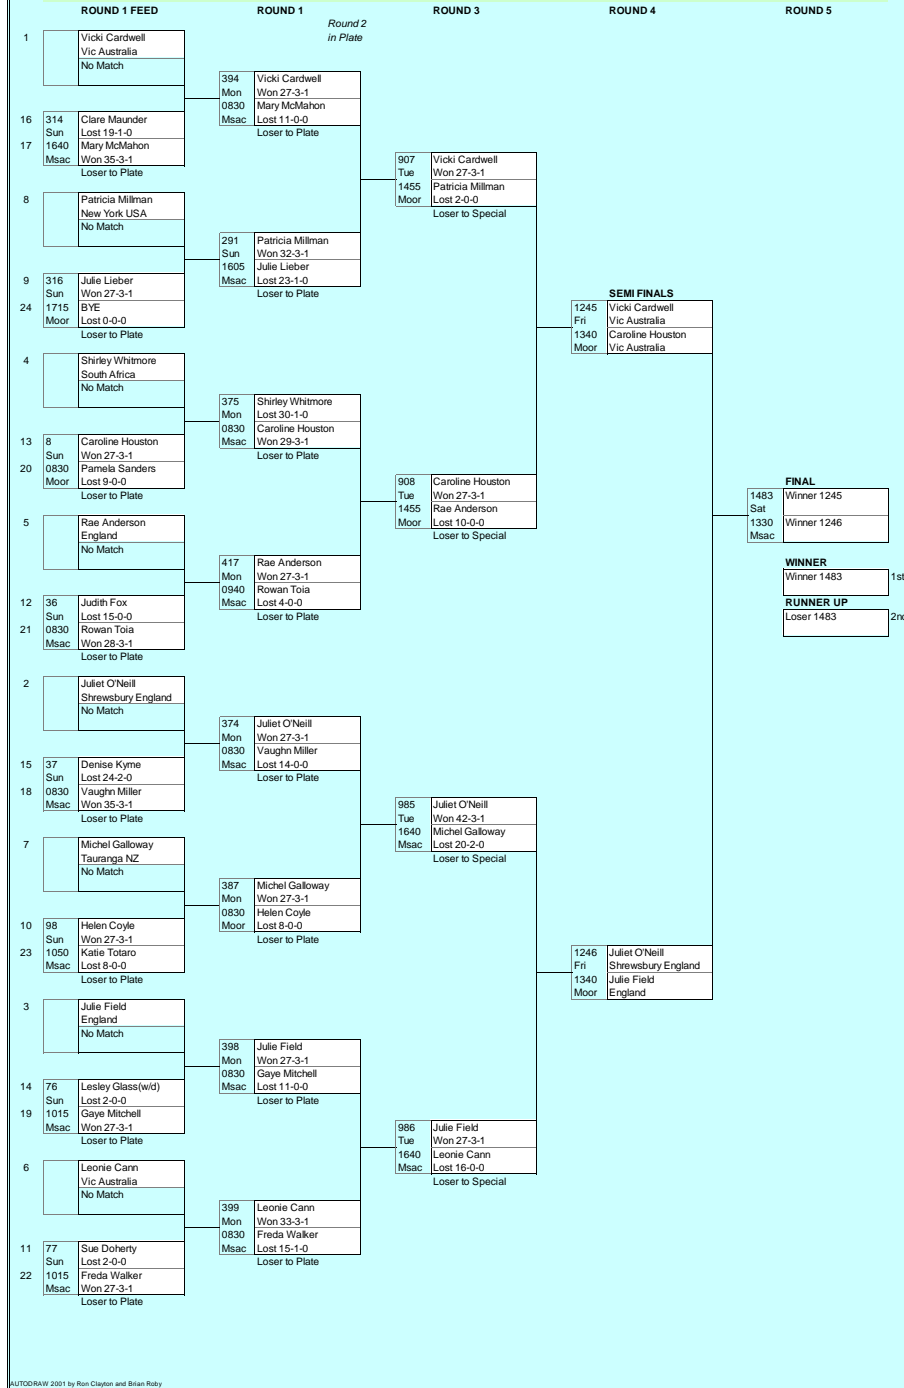 ROUND 1 FEED
ROUND 1
Round 2
in Plate
ROUND 3
ROUND 4
ROUND 5
1
Vicki Cardwell
Vic Australia
No Match
16 314 Clare Maunder
Sun Lost 19-1-0
17 1640 Mary McMahon
Msac Won 35-3-1
Loser to Plate
8
Patricia Millman
New York USA
No Match
9 316 Julie Lieber
Sun Won 27-3-1
24 1715 BYE
Moor Lost 0-0-0
Loser to Plate
4
Shirley Whitmore
South Africa
No Match
13 8 Caroline Houston
Sun Won 27-3-1
20 0830 Pamela Sanders
Moor Lost 9-0-0
Loser to Plate
5
Rae Anderson
England
No Match
12 36 Judith Fox
Sun Lost 15-0-0
21 0830 Rowan Toia
Msac Won 28-3-1
Loser to Plate
2
Juliet O'Neill
Shrewsbury England
No Match
15 37 Denise Kyme
Sun Lost 24-2-0
18 0830 Vaughn Miller
Msac Won 35-3-1
Loser to Plate
7
Michel Galloway
Tauranga NZ
No Match
10 98 Helen Coyle
Sun Won 27-3-1
23 1050 Katie Totaro
Msac Lost 8-0-0
Loser to Plate
3
Julie Field
England
No Match
14 76 Lesley Glass(w/d)
Sun Lost 2-0-0
19 1015 Gaye Mitchell
Msac Won 27-3-1
Loser to Plate
6
Leonie Cann
Vic Australia
No Match
11 77 Sue Doherty
Sun Lost 2-0-0
22 1015 Freda Walker
Msac Won 27-3-1
Loser to Plate
394 Vicki Cardwell
Mon Won 27-3-1
0830 Mary McMahon
Msac Lost 11-0-0
Loser to Plate
291 Patricia Millman
Sun Won 32-3-1
1605 Julie Lieber
Msac Lost 23-1-0
Loser to Plate
375 Shirley Whitmore
Mon Lost 30-1-0
0830 Caroline Houston
Msac Won 29-3-1
Loser to Plate
417 Rae Anderson
Mon Won 27-3-1
0940 Rowan Toia
Msac Lost 4-0-0
Loser to Plate
374 Juliet O'Neill
Mon Won 27-3-1
0830 Vaughn Miller
Msac Lost 14-0-0
Loser to Plate
387 Michel Galloway
Mon Won 27-3-1
0830 Helen Coyle
Moor Lost 8-0-0
Loser to Plate
398 Julie Field
Mon Won 27-3-1
0830 Gaye Mitchell
Msac Lost 11-0-0
Loser to Plate
399 Leonie Cann
Mon Won 33-3-1
0830 Freda Walker
Msac Lost 15-1-0
Loser to Plate
907 Vicki Cardwell
Tue Won 27-3-1
1455 Patricia Millman
Moor Lost 2-0-0
Loser to Special
908 Caroline Houston
Tue Won 27-3-1
1455 Rae Anderson
Moor Lost 10-0-0
Loser to Special
985 Juliet O'Neill
Tue Won 42-3-1
1640 Michel Galloway
Msac Lost 20-2-0
Loser to Special
986 Julie Field
Tue Won 27-3-1
1640 Leonie Cann
Msac Lost 16-0-0
Loser to Special
SEMI FINALS
1245 Vicki Cardwell
Fri Vic Australia
1340 Caroline Houston
Moor Vic Australia
1246 Juliet O'Neill
Fri Shrewsbury England
1340 Julie Field
Moor England
FINAL
1483 Winner 1245
Sat
1330 Winner 1246
Msac
WINNER
Winner 1483 1st
RUNNER UP
Loser 1483
AUTODRAW 2001 by Ron Clayton and Brian Roby